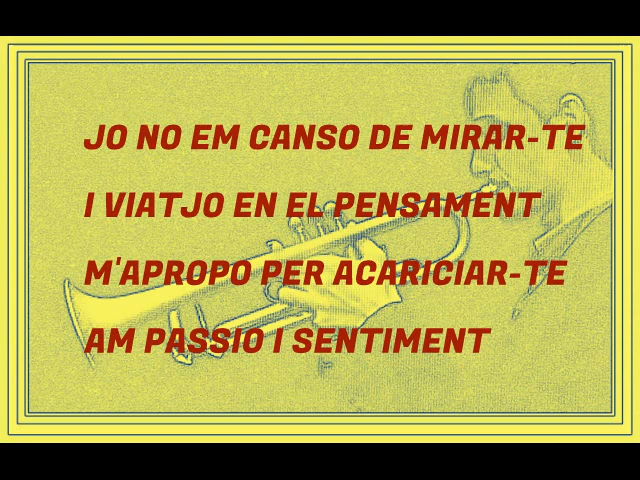 JO NO EM CANSO DE MIRAR-TE
I VIATJO EN EL PENSAMENT
M'APROPO PER ACARICIAR-TE
AM PASSIO I SENTIMENT